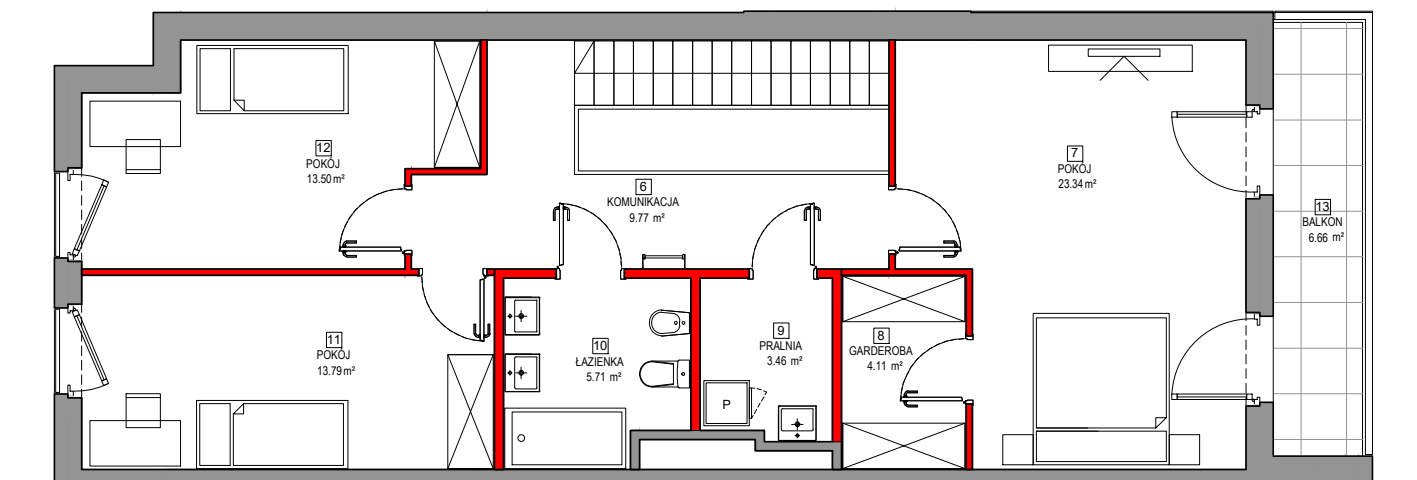 12
POKÓJ
13.50 m²
6
KOMUNIKACJA
9.77 m²
7
POKÓJ
23.34 m²
13
BALKON
6.66 m²
11
POKÓJ
13.79 m²
10
ŁAZIENKA
5.71 m²
9
PRALNIA
3.46 m²
P
8
GARDEROBA
4.11 m²